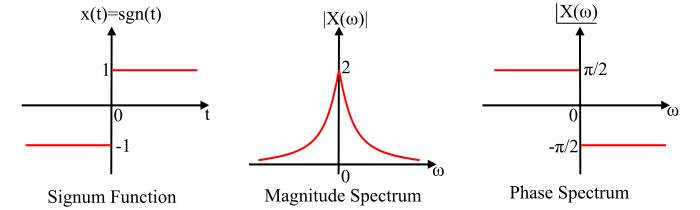 x(t)=sgn(t)
1
0
t
-1
Signum Function
|X(ω)|
2
0
ω
Magnitude Spectrum
X(ω)
π/2
0
ω
-π/2
Phase Spectrum